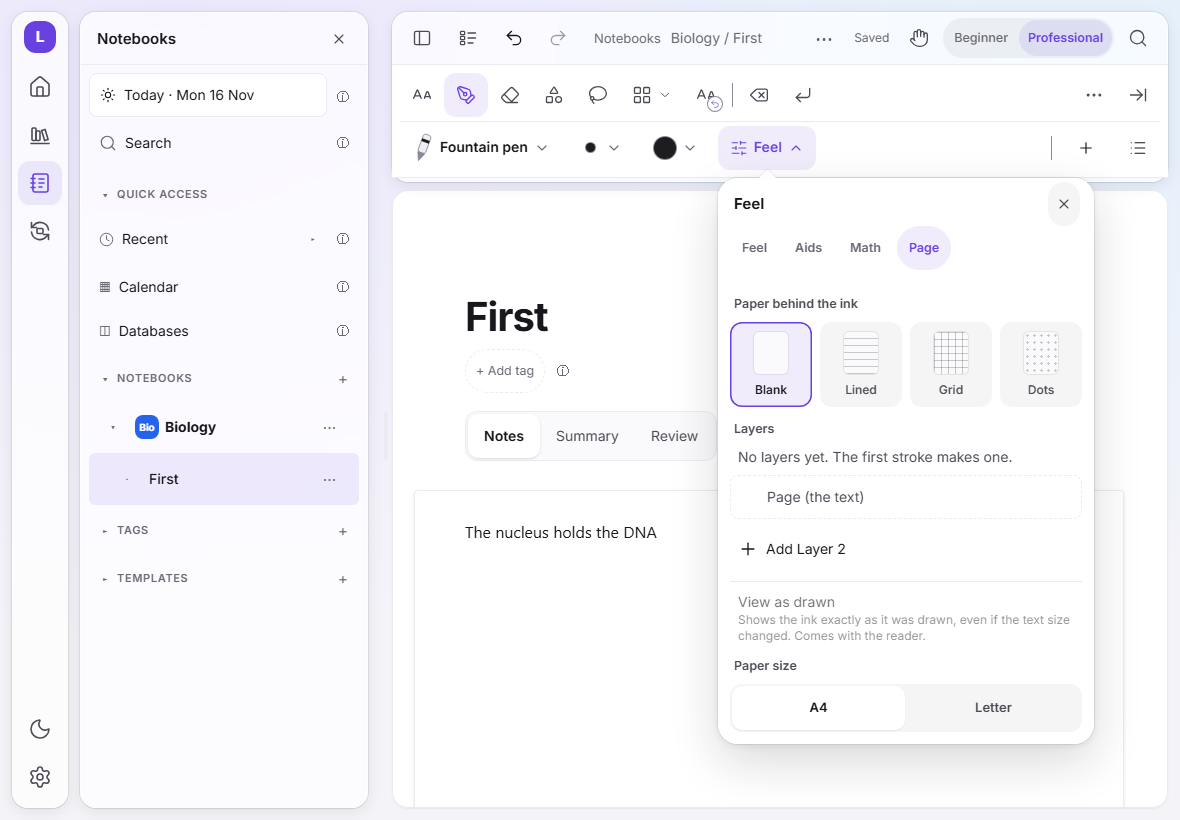 L
Notebooks
Today · Mon 16 Nov
Search
QUICK ACCESS
Recent
Calendar
Databases
NOTEBOOKS
Bio Biology
First
TAGS
TEMPLATES
Notebooks Biology / First
Saved
Beginner Professional
AA
AA
Fountain pen
Feel
First
+ Add tag
Notes Summary Review
The nucleus holds the DNA
Feel
Feel Aids Math Page
Paper behind the ink
Blank Lined Grid Dots
Layers
No layers yet. The first stroke makes one.
Page (the text)
Add Layer 2
View as drawn
Shows the ink exactly as it was drawn, even if the text size
changed. Comes with the reader.
Paper size
A4 Letter